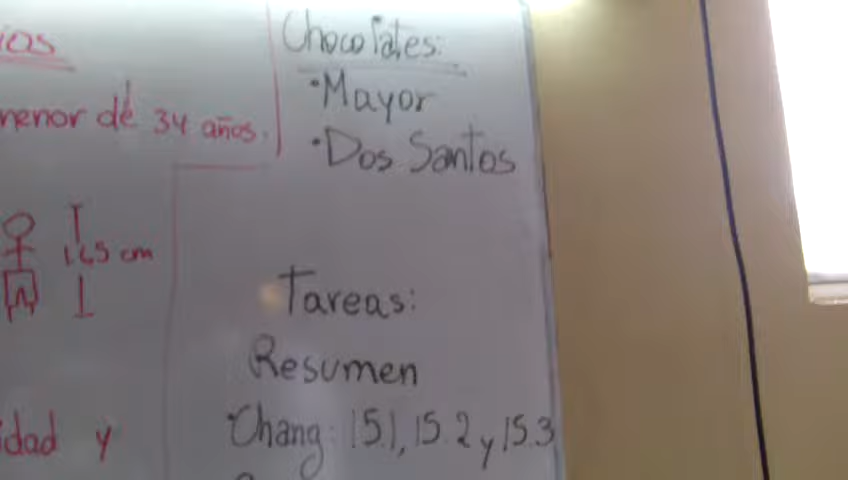 ios
menor de 34 años.
Chocolates:
• Mayor
• Dos Santos
165 cm
Tareas:
Resumen
• Chang: 15.1, 15.2 y 15.3
idad y